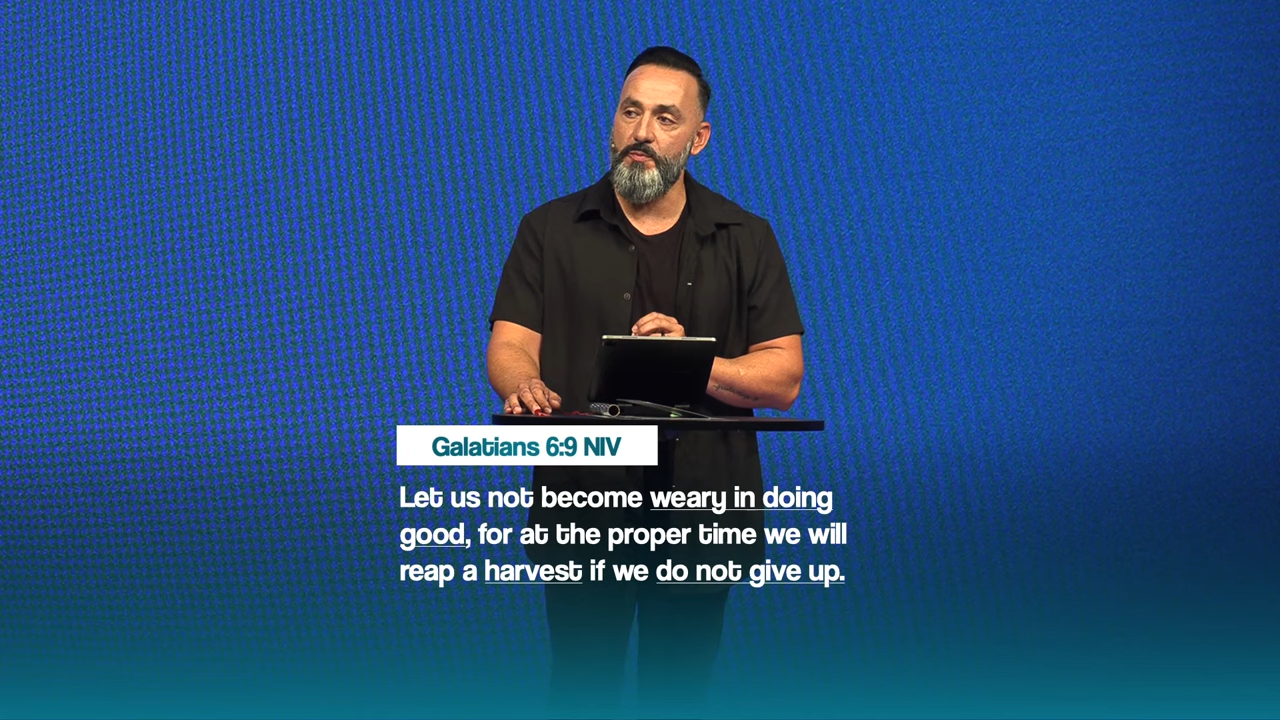 Galatians 6:9 NIV
Let us not become weary in doing
good, for at the proper time we will
reap a harvest if we do not give up.